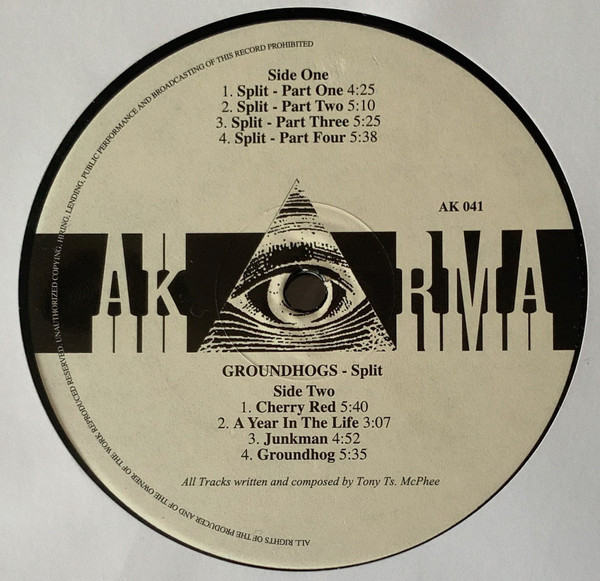 Side One
1. Split - Part One 4:25
2. Split - Part Two 5:10
3. Split - Part Three 5:25
4. Split - Part Four 5:38
AK 041
AKARMA
GROUNDHOGS - Split
Side Two
1. Cherry Red 5:40
2. A Year In The Life 3:07
3. Junkman 4:52
4. Groundhog 5:35
All Tracks written and composed by Tony Ts. McPhee
ALL RIGHTS OF THE PRODUCER AND OF THE OWNER OF THE WORK REPRODUCED RESERVED. UNAUTHORIZED COPYING, HIRING, LENDING, PUBLIC PERFORMANCE AND BROADCASTING OF THIS RECORD PROHIBITED